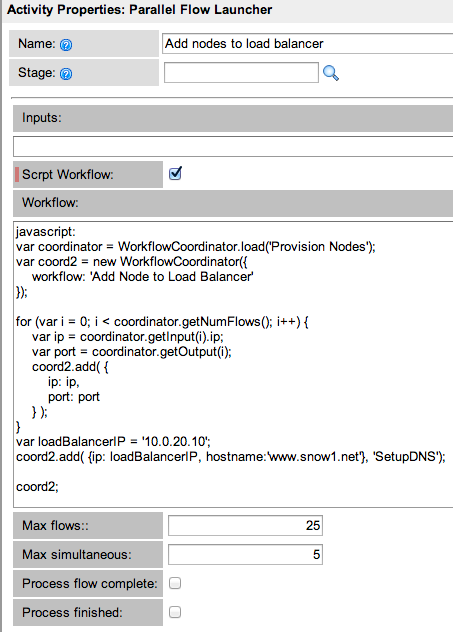 Activity Properties: Parallel Flow Launcher
Name:
Add nodes to load balancer
Stage:
Inputs:
Scrpt Workflow:
Workflow:
javascript:
var coordinator = WorkflowCoordinator.load('Provision Nodes');
var coord2 = new WorkflowCoordinator({
workflow: 'Add Node to Load Balancer'
});
for (var i = 0; i < coordinator.getNumFlows(); i++) {
var ip = coordinator.getInput(i).ip;
var port = coordinator.getOutput(i);
coord2.add( {
ip: ip,
port: port
} );
}
var loadBalancerIP = '10.0.20.10';
coord2.add( {ip: loadBalancerIP, hostname:'www.snow1.net'}, 'SetupDNS');
coord2;
Max flows::
25
Max simultaneous:
5
Process flow complete:
Process finished: